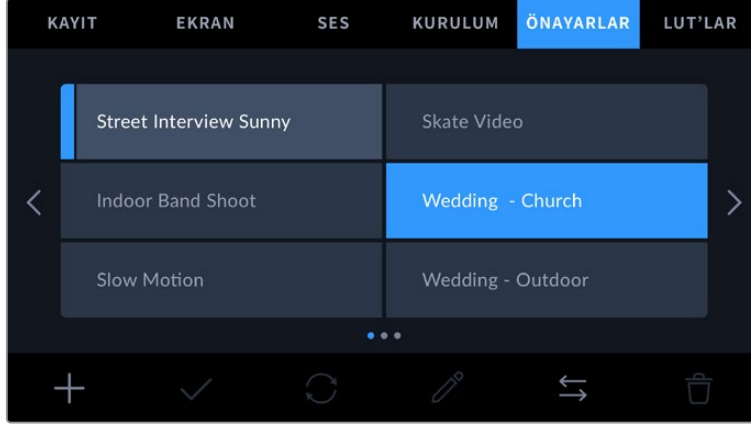 KAYIT EKRAN SES KURULUM ÖNAYARLAR LUT’LAR
Street Interview Sunny Skate Video
Indoor Band Shoot Wedding - Church
Slow Motion Wedding - Outdoor